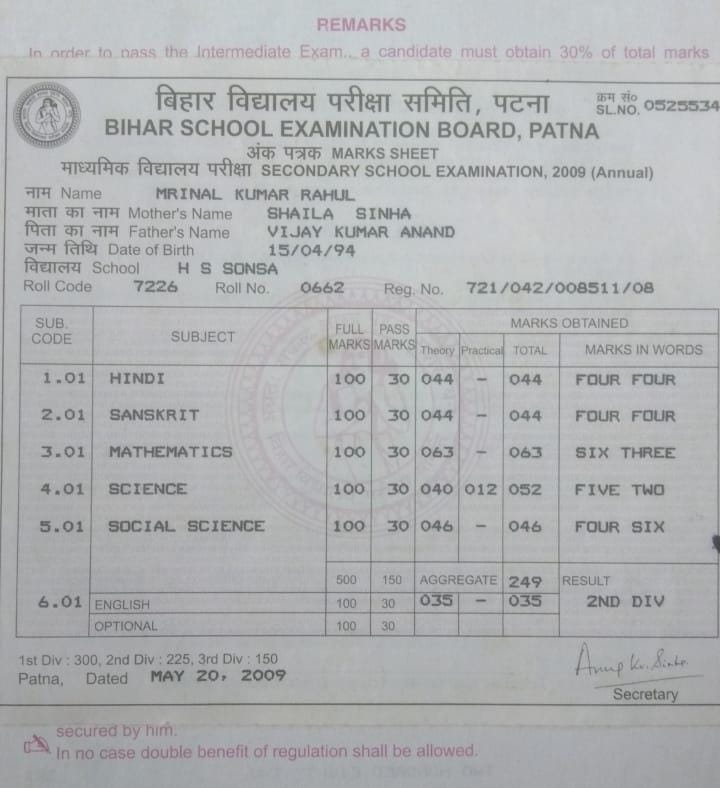 REMARKS
In order to pass the Intermediate Exam., a candidate must obtain 30% of total marks
बिहार विद्यालय परीक्षा समिति, पटना
क्रम सं०
SL.NO. 0525534
BIHAR SCHOOL EXAMINATION BOARD, PATNA
अंक पत्रक MARKS SHEET
माध्यमिक विद्यालय परीक्षा SECONDARY SCHOOL EXAMINATION, 2009 (Annual)
नाम Name MRINAL KUMAR RAHUL
माता का नाम Mother's Name SHAILA SINHA
पिता का नाम Father's Name VIJAY KUMAR ANAND
जन्म तिथि Date of Birth 15/04/94
विद्यालय School H S SONSA
Roll Code 7226 Roll No. 0662 Reg. No. 721/042/008511/08
SUB. CODE SUBJECT FULL MARKS PASS MARKS MARKS OBTAINED
Theory Practical TOTAL MARKS IN WORDS
1.01 HINDI 100 30 044 - 044 FOUR FOUR
2.01 SANSKRIT 100 30 044 - 044 FOUR FOUR
3.01 MATHEMATICS 100 30 063 - 063 SIX THREE
4.01 SCIENCE 100 30 040 012 052 FIVE TWO
5.01 SOCIAL SCIENCE 100 30 046 - 046 FOUR SIX
500 150 AGGREGATE 249 RESULT
6.01 ENGLISH 100 30 035 - 035 2ND DIV
OPTIONAL 100 30
1st Div : 300, 2nd Div : 225, 3rd Div : 150
Patna, Dated MAY 20, 2009
Secretary
secured by him.
In no case double benefit of regulation shall be allowed.